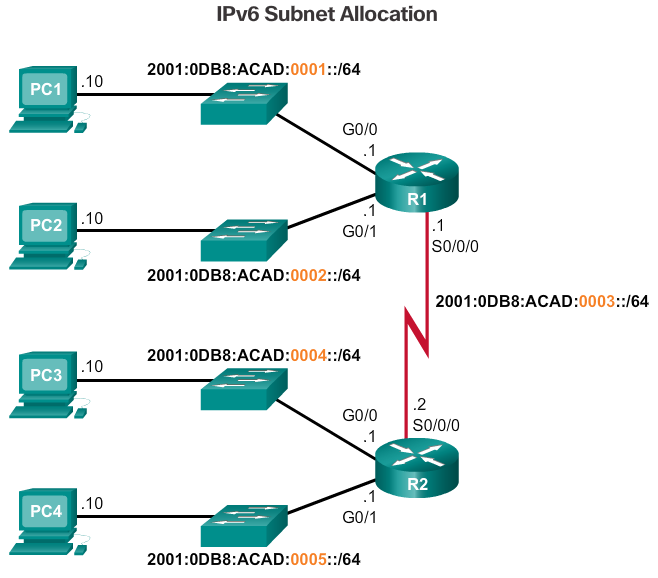 IPv6 Subnet Allocation
PC1
.10
2001:0DB8:ACAD:0001::/64
G0/0
.1
R1
PC2
.10
.1
G0/1
2001:0DB8:ACAD:0002::/64
.1
S0/0/0
2001:0DB8:ACAD:0003::/64
PC3
.10
2001:0DB8:ACAD:0004::/64
G0/0
.1
.2
S0/0/0
R2
PC4
.10
.1
G0/1
2001:0DB8:ACAD:0005::/64